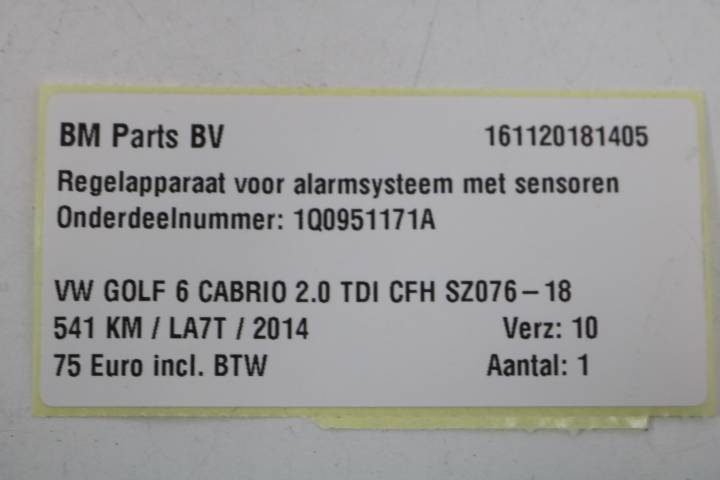 BM Parts BV 161120181405
Regelapparaat voor alarmsysteem met sensoren
Onderdeelnummer: 1Q0951171A
VW GOLF 6 CABRIO 2.0 TDI CFH SZ076-18
541 KM / LA7T / 2014 Verz: 10
75 Euro incl. BTW Aantal: 1